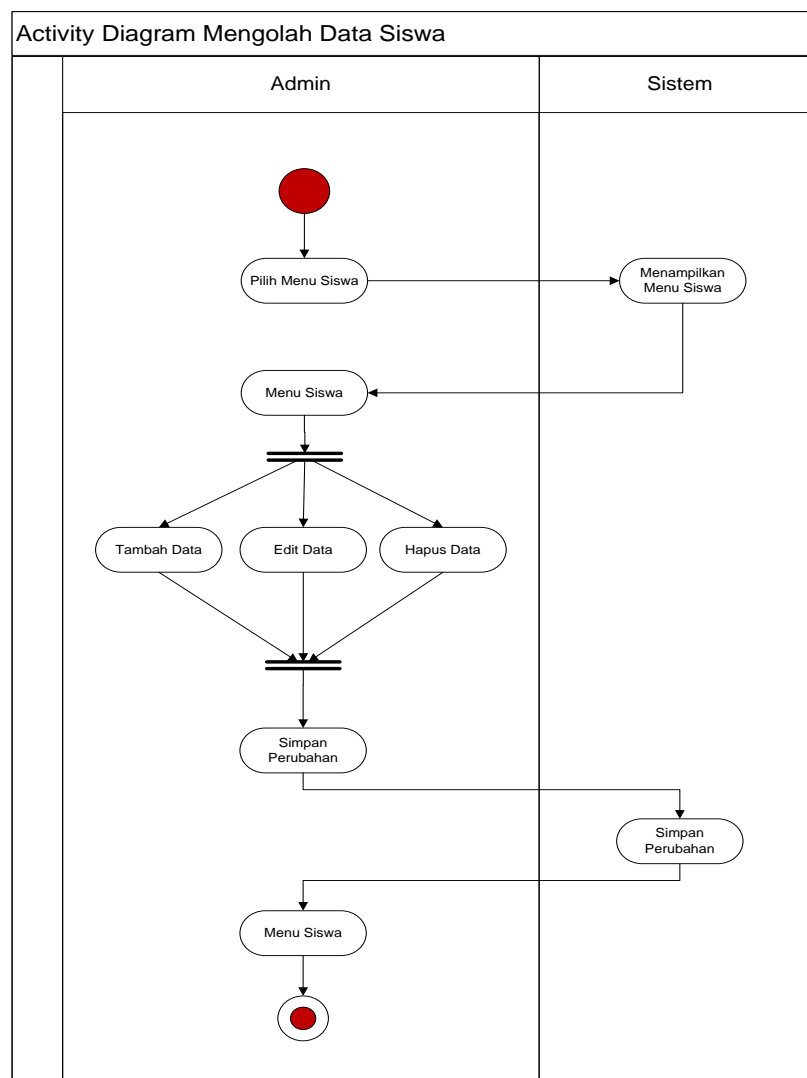 Activity Diagram Mengolah Data Siswa
Admin
Sistem
Pilih Menu Siswa
Menampilkan
Menu Siswa
Menu Siswa
Tambah Data
Edit Data
Hapus Data
Simpan
Perubahan
Simpan
Perubahan
Menu Siswa